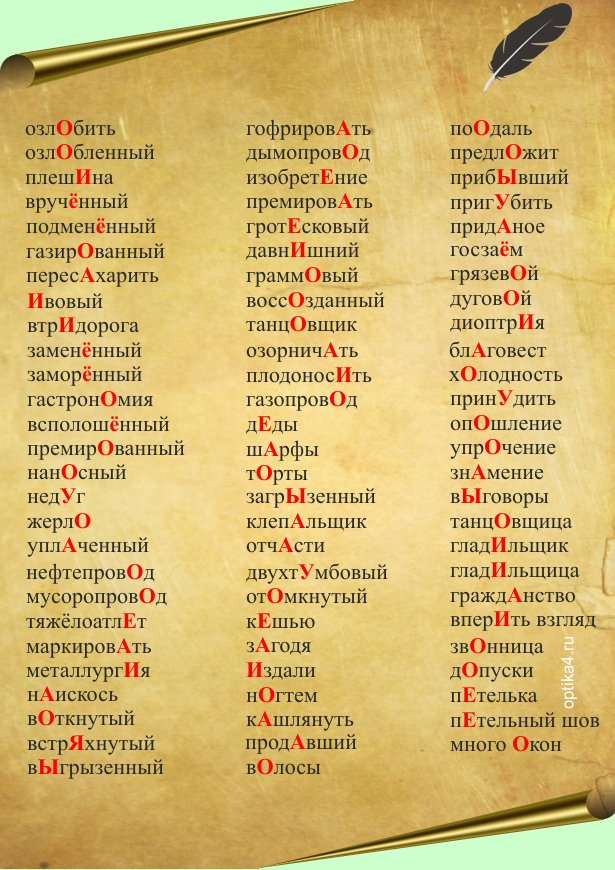 озлОбить
озлОбленный
плешИна
вручённый
подменённый
газирОванный
пересАхарить
Ивовый
втрИдорога
заменённый
заморённый
гастронОмия
всполошённый
премирОванный
нанОсный
недУг
жерлО
уплАченный
нефтепровОд
мусоропровОд
тяжёлоатлЕт
маркировАть
металлургИя
нАискось
вОткнутый
встрЯхнутый
вЫгрызенный
гофрировАть
дымопровОд
изобретЕние
премировАть
гротЕсковый
давнИшний
граммОвый
воссОзданный
танцОвщик
озорничАть
плодоносИть
газопровОд
дЕды
шАрфы
тОрты
загрЫзенный
клепАльщик
отчАсти
двухтУмбовый
отОмкнутый
кЕшью
зАгодя
Издали
нОгтем
кАшлянуть
продАвший
вОлосы
поОдаль
предлОжит
прибЫвший
пригУбить
придАное
госзаём
грязевОй
дуговОй
диоптрИя
блАговест
хОлодность
принУдить
опОшление
упрОчение
знАмение
вЫговоры
танцОвщица
гладИльщик
гладИльщица
граждАнство
вперИть взгляд
звОнница
дОпуски
пЕтелька
пЕтельный шов
много Окон
optika4.ru